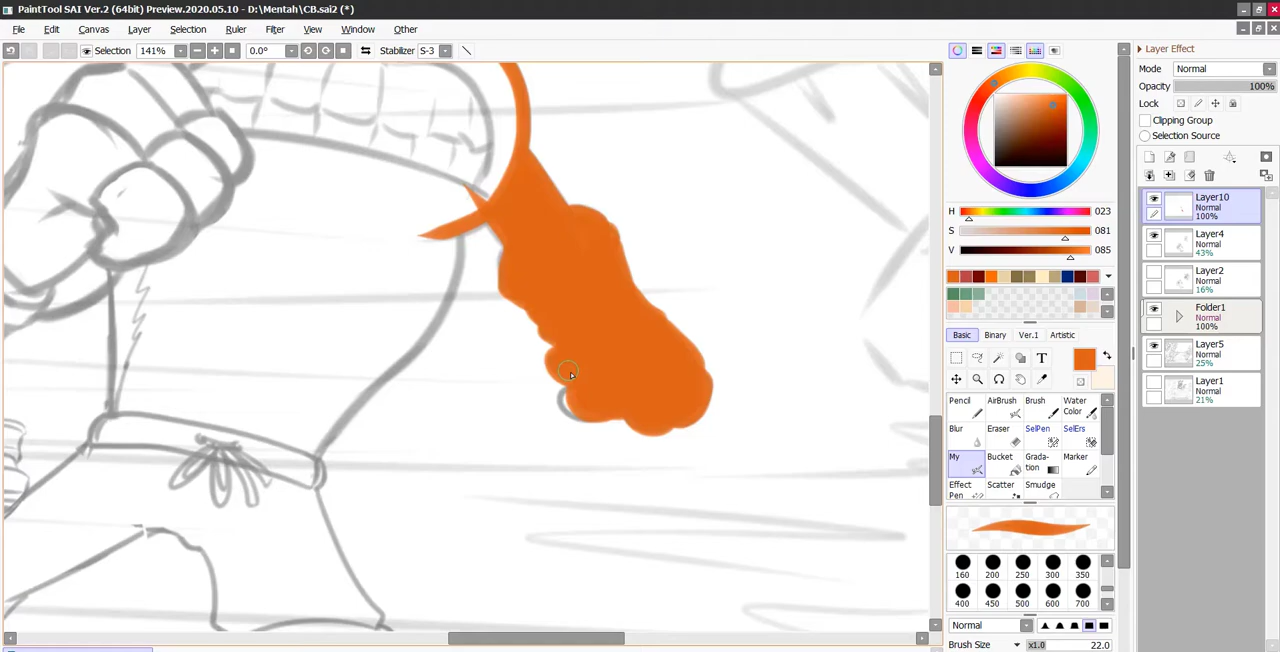 PaintTool SAI Ver.2 (64bit) Preview.2020.05.10 - D:\Mentah\CB.sai2 (*)
File Edit Canvas Layer Selection Ruler Filter View Window Other
Selection 141% 0.0° Stabilizer S-3
Layer Effect
Mode Normal
Opacity 100%
Lock
Clipping Group
Selection Source
H 023
S 081
V 085
Layer10
Normal
100%
Layer4
Normal
43%
Layer2
Normal
16%
Folder1
Normal
100%
Layer5
Normal
25%
Layer1
Normal
21%
Basic Binary Ver.1 Artistic
T
Pencil AirBrush Brush Water
Color
Blur Eraser SelPen SelErs
My Bucket Grada-
tion Marker
Effect
Pen Scatter Smudge
160 200 250 300 350
400 450 500 600 700
Normal
Brush Size x1.0 22.0